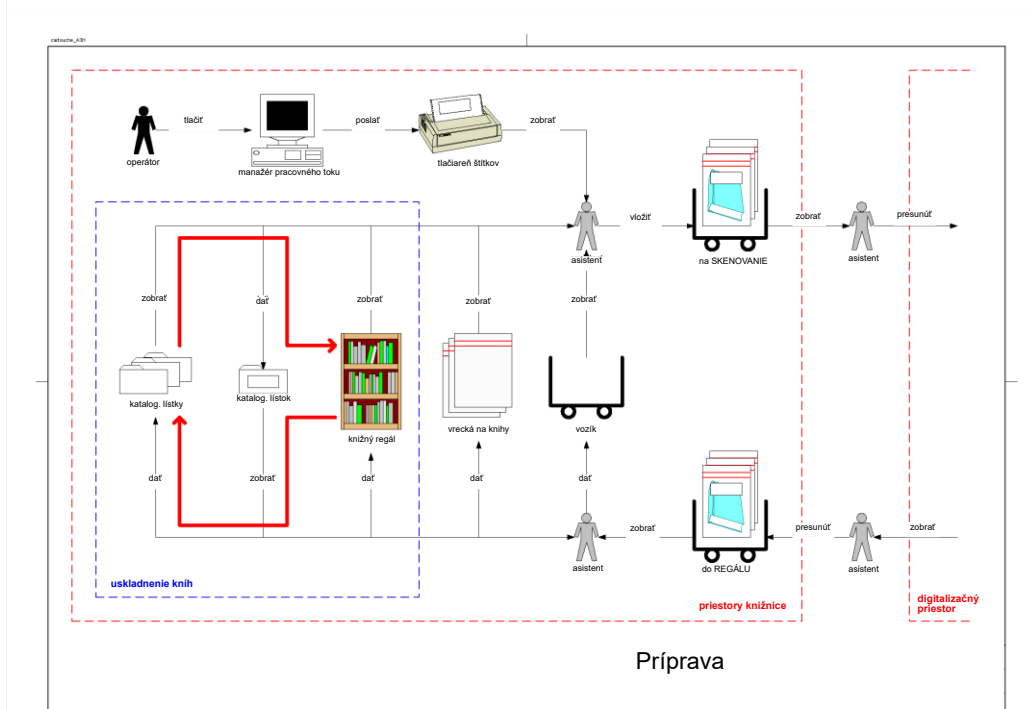 cartouche_A3H
tlačiť
poslať
zobrať
operátor
manažér pracovného toku
tlačiareň štítkov
vložiť
zobrať
presunúť
asistent
na SKENOVANIE
asistent
zobrať
dať
zobrať
zobrať
zobrať
katalog. lístky
katalog. lístok
knižný regál
vrecká na knihy
vozík
dať
zobrať
dať
dať
dať
zobrať
presunúť
zobrať
asistent
do REGÁLU
asistent
uskladnenie kníh
priestory knižnice
digitalizačný
priestor
Príprava